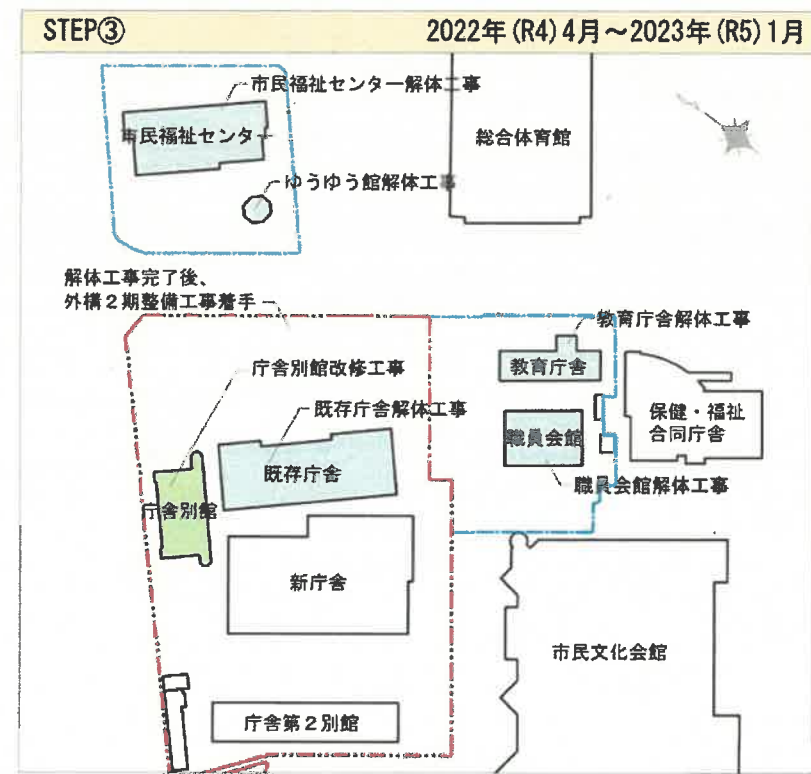 STEP③ 2022年(R4)4月～2023年(R5)1月
市民福祉センター解体工事
市民福祉センター
総合体育館
ゆうゆう館解体工事
解体工事完了後、
外構２期整備工事着手
教育庁舎解体工事
庁舎別館改修工事
教育庁舎
既存庁舎解体工事
保健・福祉
合同庁舎
職員会館
既存庁舎
職員会館解体工事
庁舎別館
新庁舎
市民文化会館
庁舎第２別館